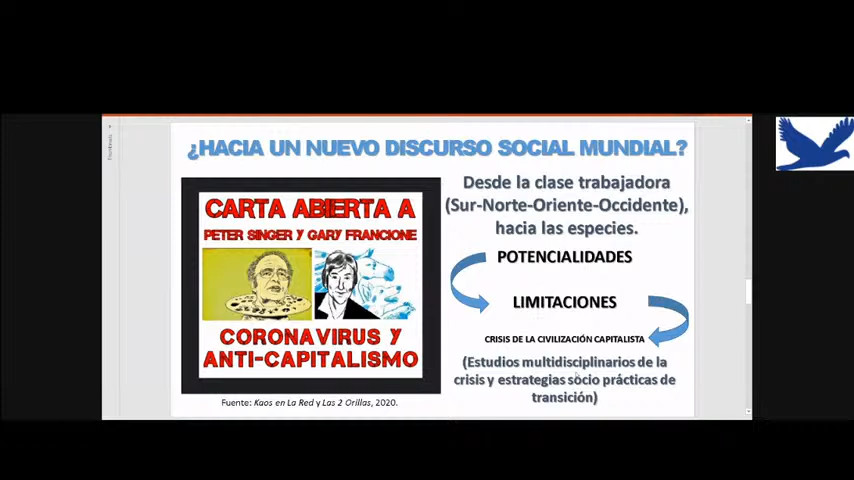 ¿HACIA UN NUEVO DISCURSO SOCIAL MUNDIAL?
CARTA ABIERTA A
PETER SINGER Y GARY FRANCIONE
CORONAVIRUS Y
ANTI-CAPITALISMO
Fuente: Kaos en La Red y Las 2 Orillas, 2020.
Desde la clase trabajadora
(Sur-Norte-Oriente-Occidente),
hacia las especies.
POTENCIALIDADES
LIMITACIONES
CRISIS DE LA CIVILIZACIÓN CAPITALISTA
(Estudios multidisciplinarios de la
crisis y estrategias socio prácticas de
transición)